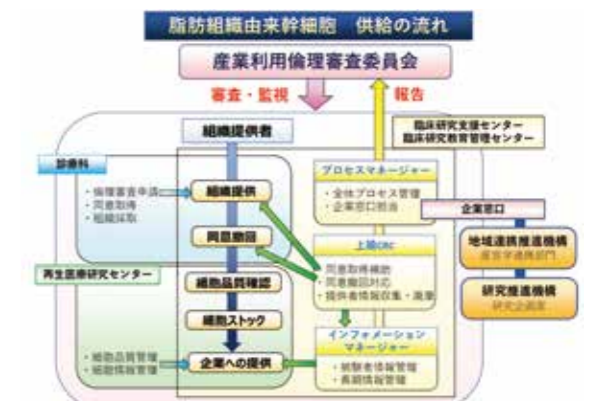 脂肪組織由来幹細胞　供給の流れ
産業利用倫理審査委員会
審査・監視
報告
臨床研究支援センター
臨床研究教育管理センター
組織提供者
診療科
・倫理審査申請
・同意取得
・組織採取
組織提供
同意撤回
プロセスマネージャー
・全体プロセス管理
・企業窓口担当
企業窓口
地域連携推進機構
産官学連携部門
研究推進機構
研究企画室
上級CRC
・同意取得補助
・同意撤回対応
・提供者情報収集・廃棄
再生医療研究センター
細胞品質確認
細胞ストック
企業への提供
・細胞品質管理
・細胞情報管理
インフォメーション
マネージャー
・被験者情報管理
・長期情報管理